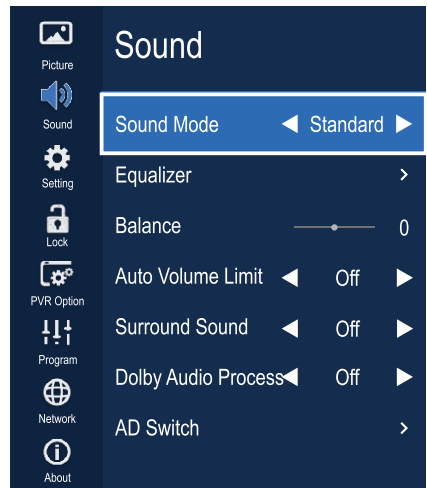 Picture
Sound
Setting
Lock
PVR Option
Program
Network
About
Sound
Sound Mode Standard
Equalizer
Balance 0
Auto Volume Limit Off
Surround Sound Off
Dolby Audio Process Off
AD Switch